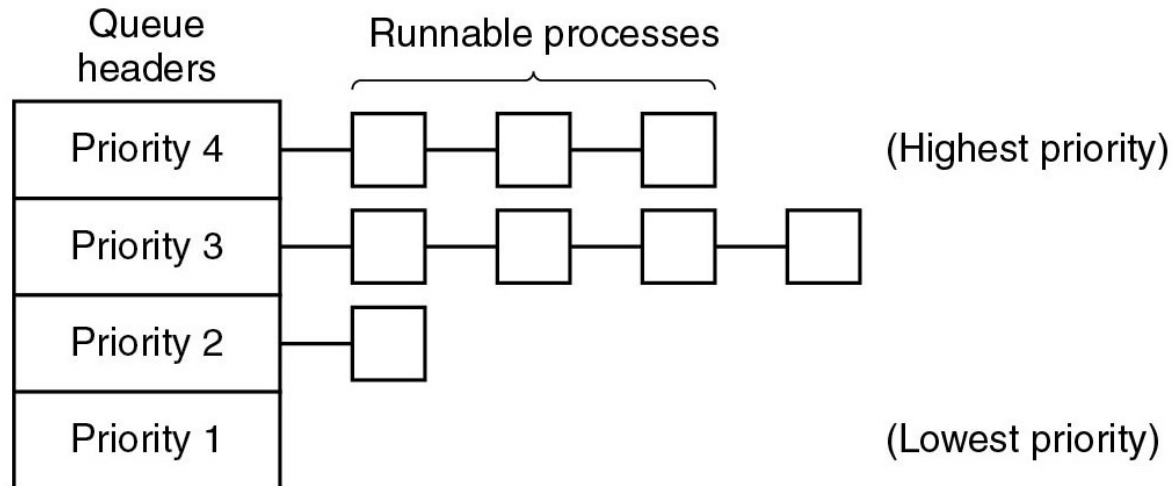 Queue
headers
Runnable processes
Priority 4
(Highest priority)
Priority 3
Priority 2
Priority 1
(Lowest priority)